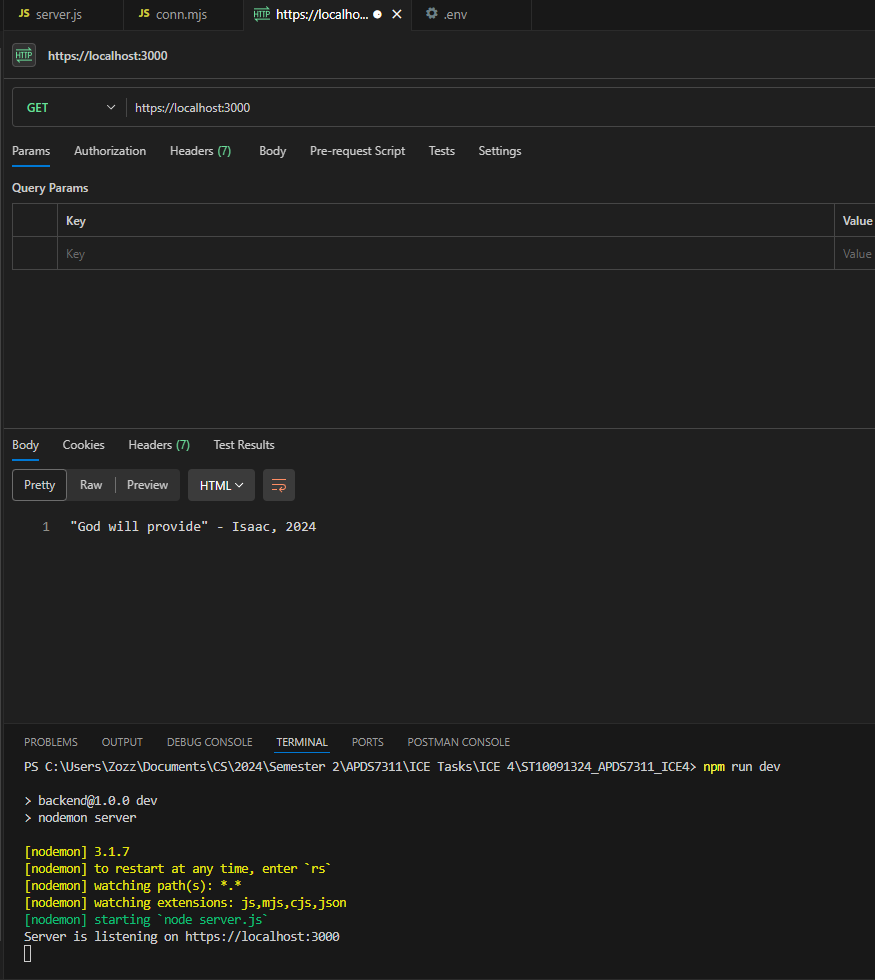 JS server.js JS conn.mjs HTTP https://localho... .env
HTTP https://localhost:3000
GET https://localhost:3000
Params Authorization Headers (7) Body Pre-request Script Tests Settings
Query Params
Key Value
Key Value
Body Cookies Headers (7) Test Results
Pretty Raw Preview HTML
1 "God will provide" - Isaac, 2024
PROBLEMS OUTPUT DEBUG CONSOLE TERMINAL PORTS POSTMAN CONSOLE
PS C:\Users\Zozz\Documents\CS\2024\Semester 2\APDS7311\ICE Tasks\ICE 4\ST10091324_APDS7311_ICE4> npm run dev
> backend@1.0.0 dev
> nodemon server
[nodemon] 3.1.7
[nodemon] to restart at any time, enter `rs`
[nodemon] watching path(s): *.*
[nodemon] watching extensions: js,mjs,cjs,json
[nodemon] starting `node server.js`
Server is listening on https://localhost:3000